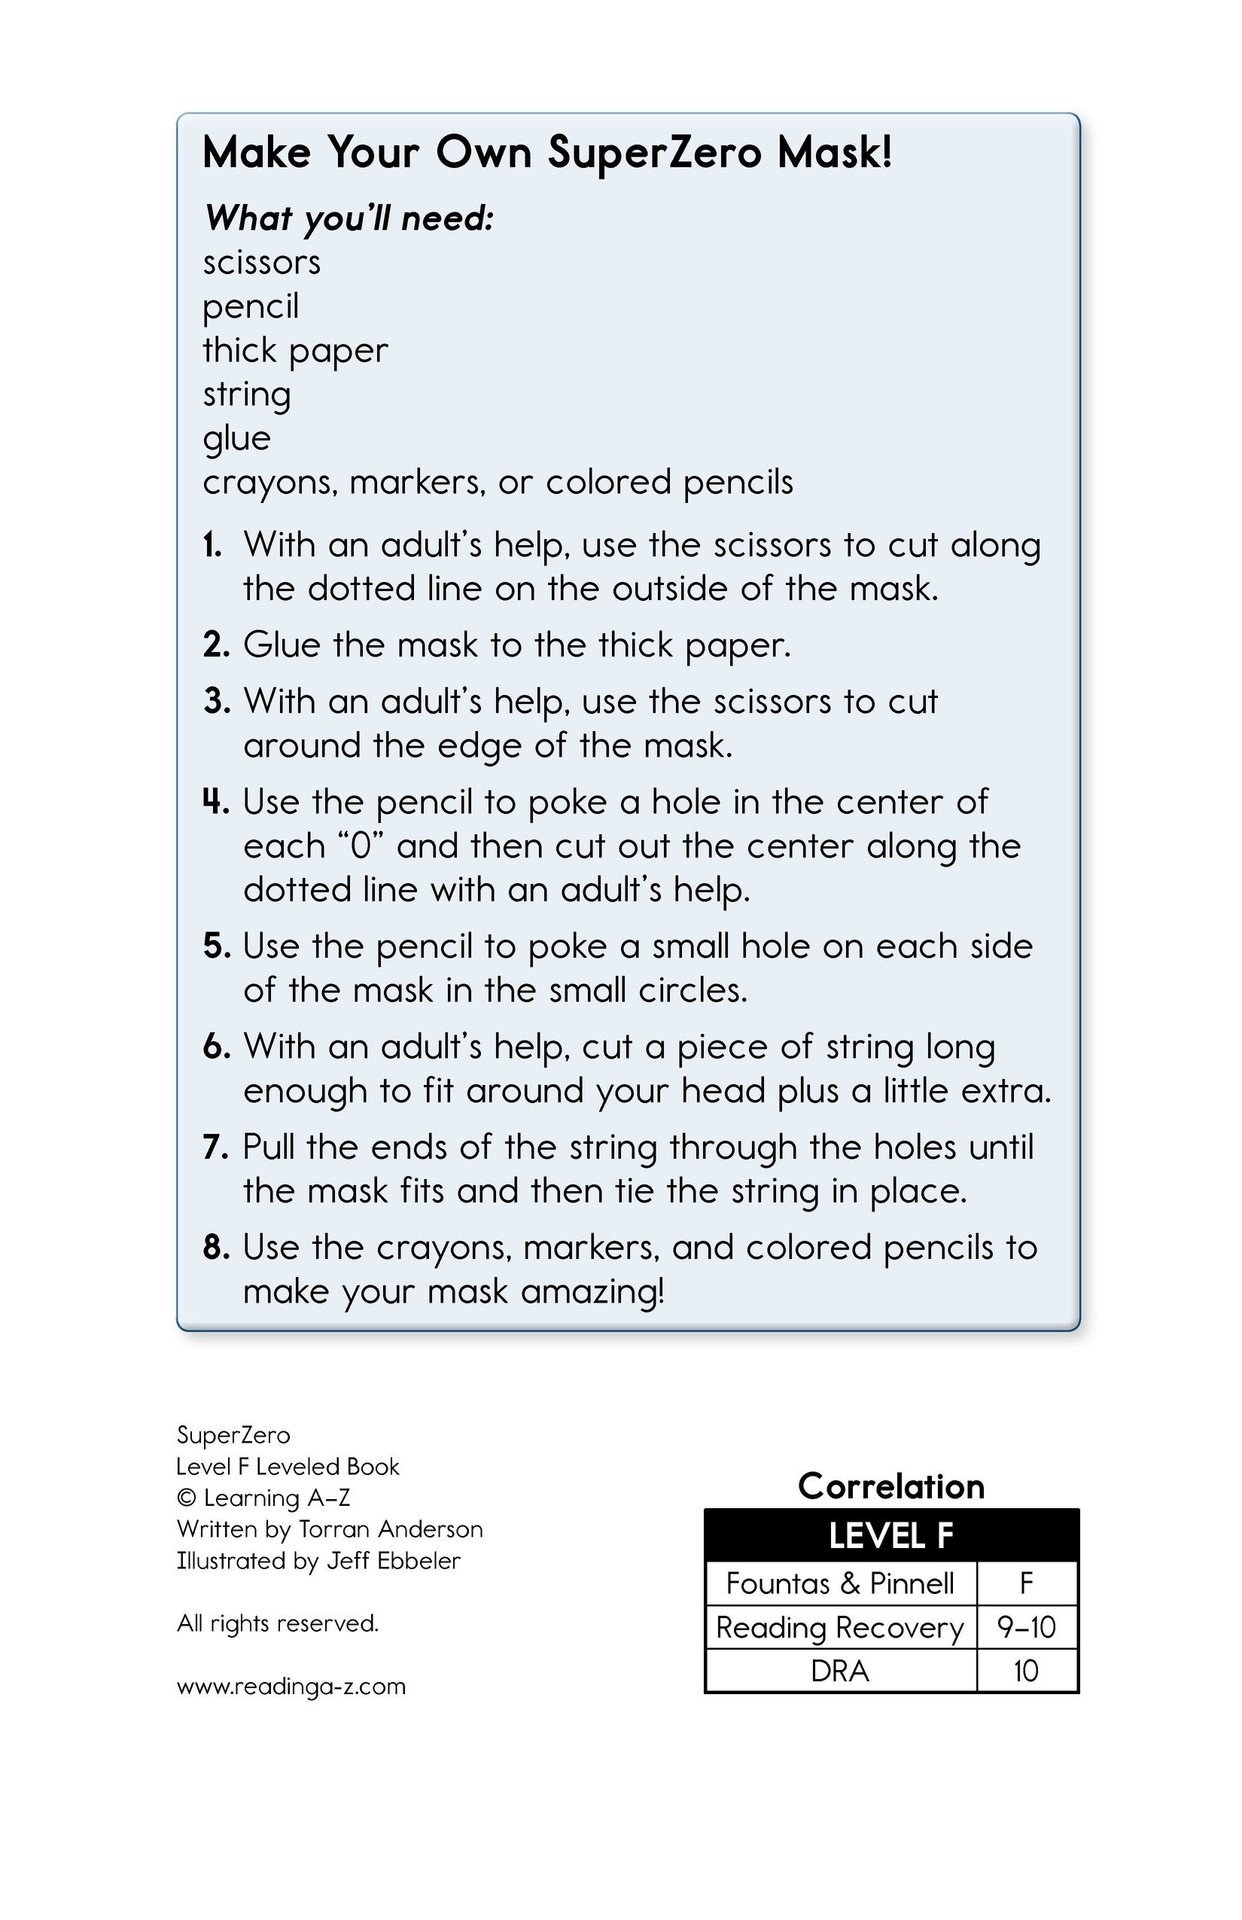 Make Your Own SuperZero Mask!
What you’ll need:
scissors
pencil
thick paper
string
glue
crayons, markers, or colored pencils
1. With an adult’s help, use the scissors to cut along
the dotted line on the outside of the mask.
2. Glue the mask to the thick paper.
3. With an adult’s help, use the scissors to cut
around the edge of the mask.
4. Use the pencil to poke a hole in the center of
each “0” and then cut out the center along the
dotted line with an adult’s help.
5. Use the pencil to poke a small hole on each side
of the mask in the small circles.
6. With an adult’s help, cut a piece of string long
enough to fit around your head plus a little extra.
7. Pull the ends of the string through the holes until
the mask fits and then tie the string in place.
8. Use the crayons, markers, and colored pencils to
make your mask amazing!
SuperZero
Level F Leveled Book
© Learning A–Z
Written by Torran Anderson
Illustrated by Jeff Ebbeler
All rights reserved.
www.readinga-z.com
Correlation
LEVEL F
Fountas & Pinnell F
Reading Recovery 9–10
DRA 10